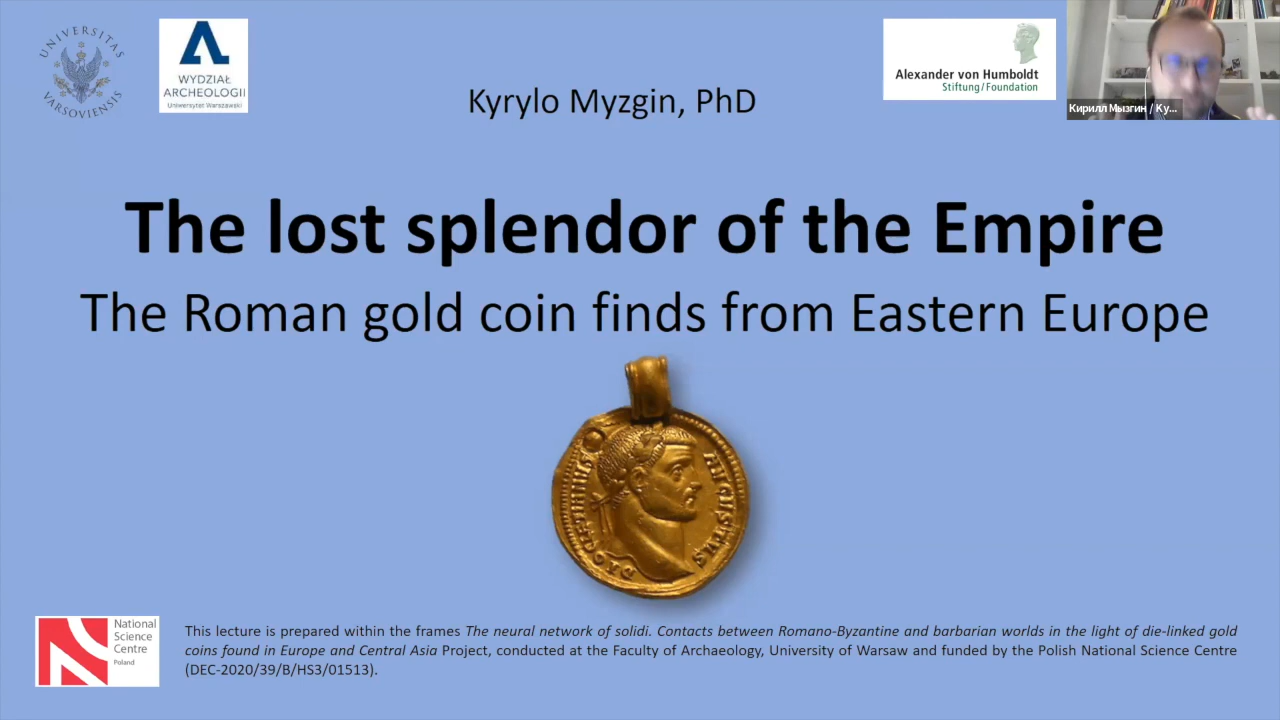 UNIVERSITAS
VARSOVIENSIS
WYDZIAŁ
ARCHEOLOGII
Uniwersytet Warszawski
Kyrylo Myzgin, PhD
Alexander von Humboldt
Stiftung/Foundation
Кирилл Мызгин / Ky...
The lost splendor of the Empire
The Roman gold coin finds from Eastern Europe
DIOCLETIANUS AUGUSTUS
National
Science
Centre
Poland
This lecture is prepared within the frames The neural network of solidi. Contacts between Romano-Byzantine and barbarian worlds in the light of die-linked gold
coins found in Europe and Central Asia Project, conducted at the Faculty of Archaeology, University of Warsaw and funded by the Polish National Science Centre
(DEC-2020/39/B/HS3/01513).